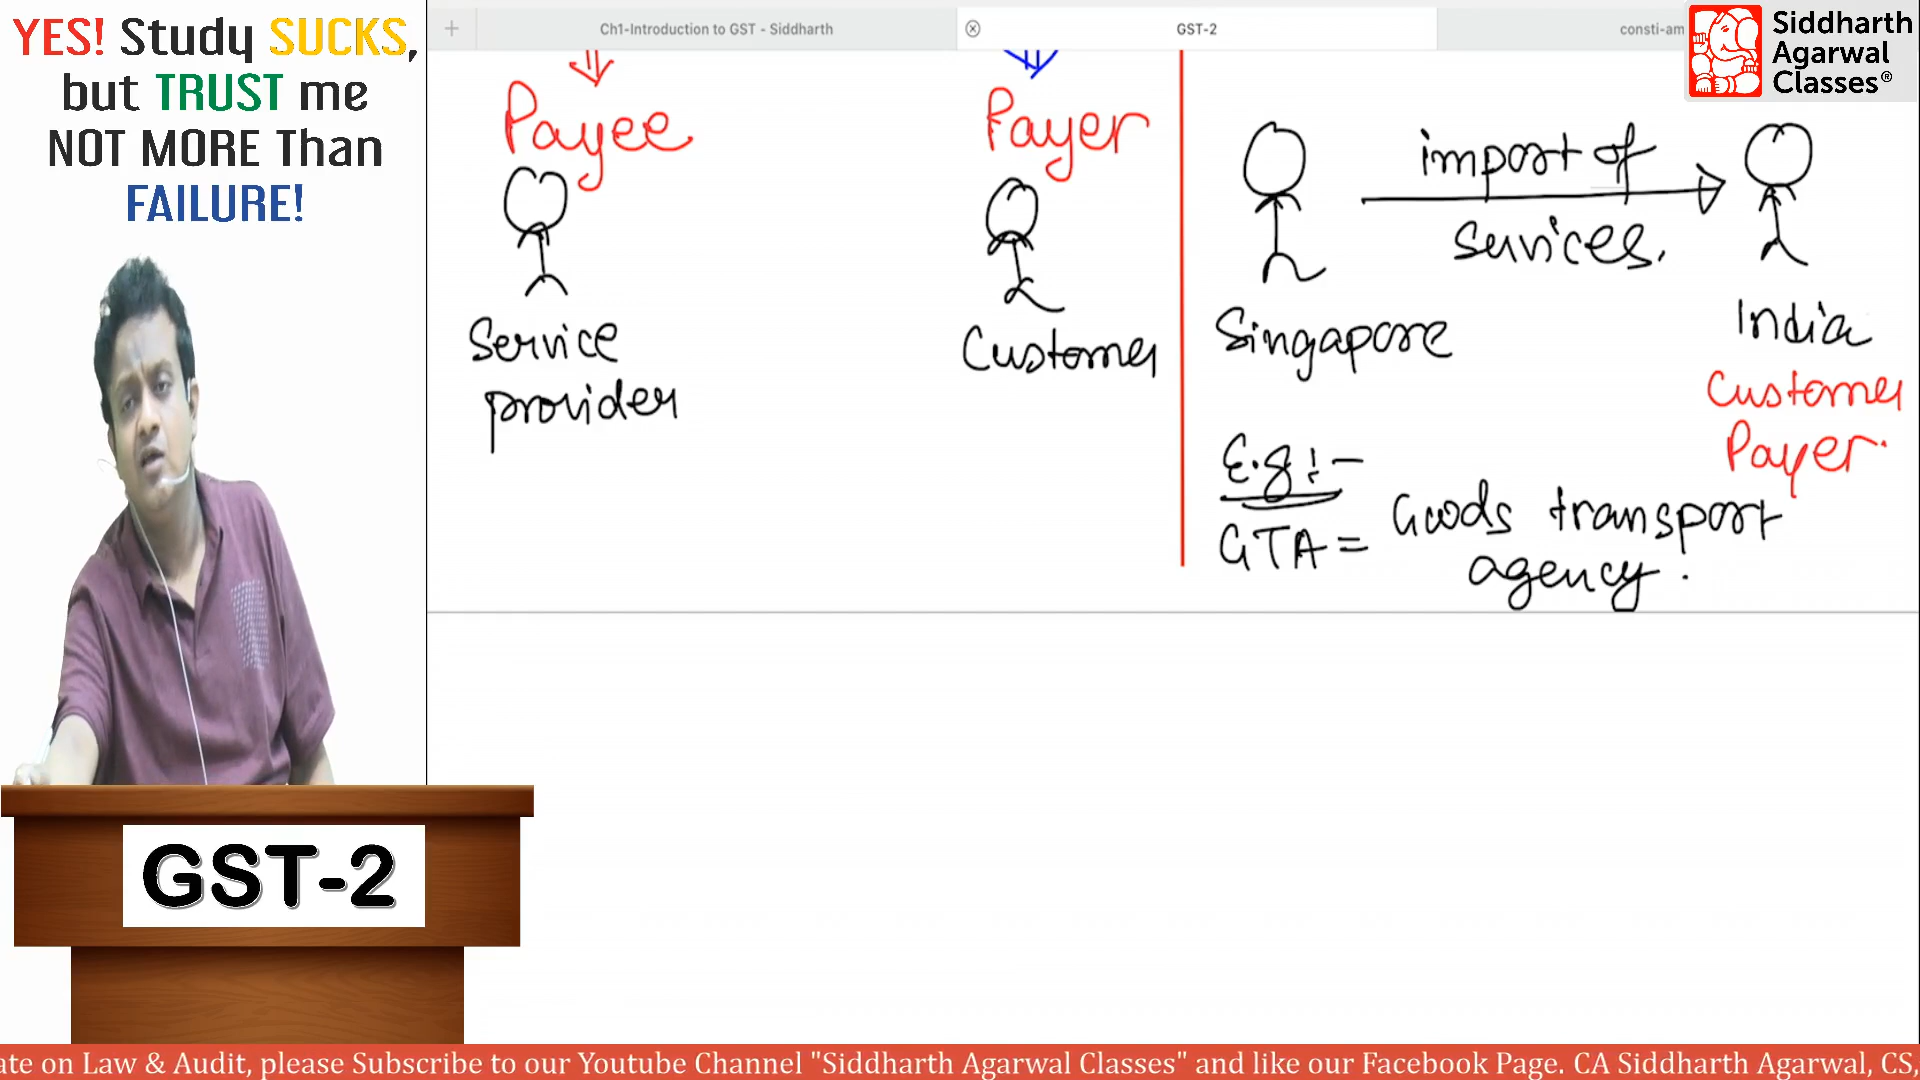 YES! Study SUCKS,
but TRUST me
NOT MORE Than
FAILURE!
Ch1-Introduction to GST - Siddharth
GST-2
consti-am
Siddharth
Agarwal
Classes®
Payee
Payer
Service
provider
Customer
import of
services.
Singapore
India
Customer
Payer.
E.g:-
GTA = Goods transport
agency.
GST-2
ate on Law & Audit, please Subscribe to our Youtube Channel "Siddharth Agarwal Classes" and like our Facebook Page. CA Siddharth Agarwal, CS,